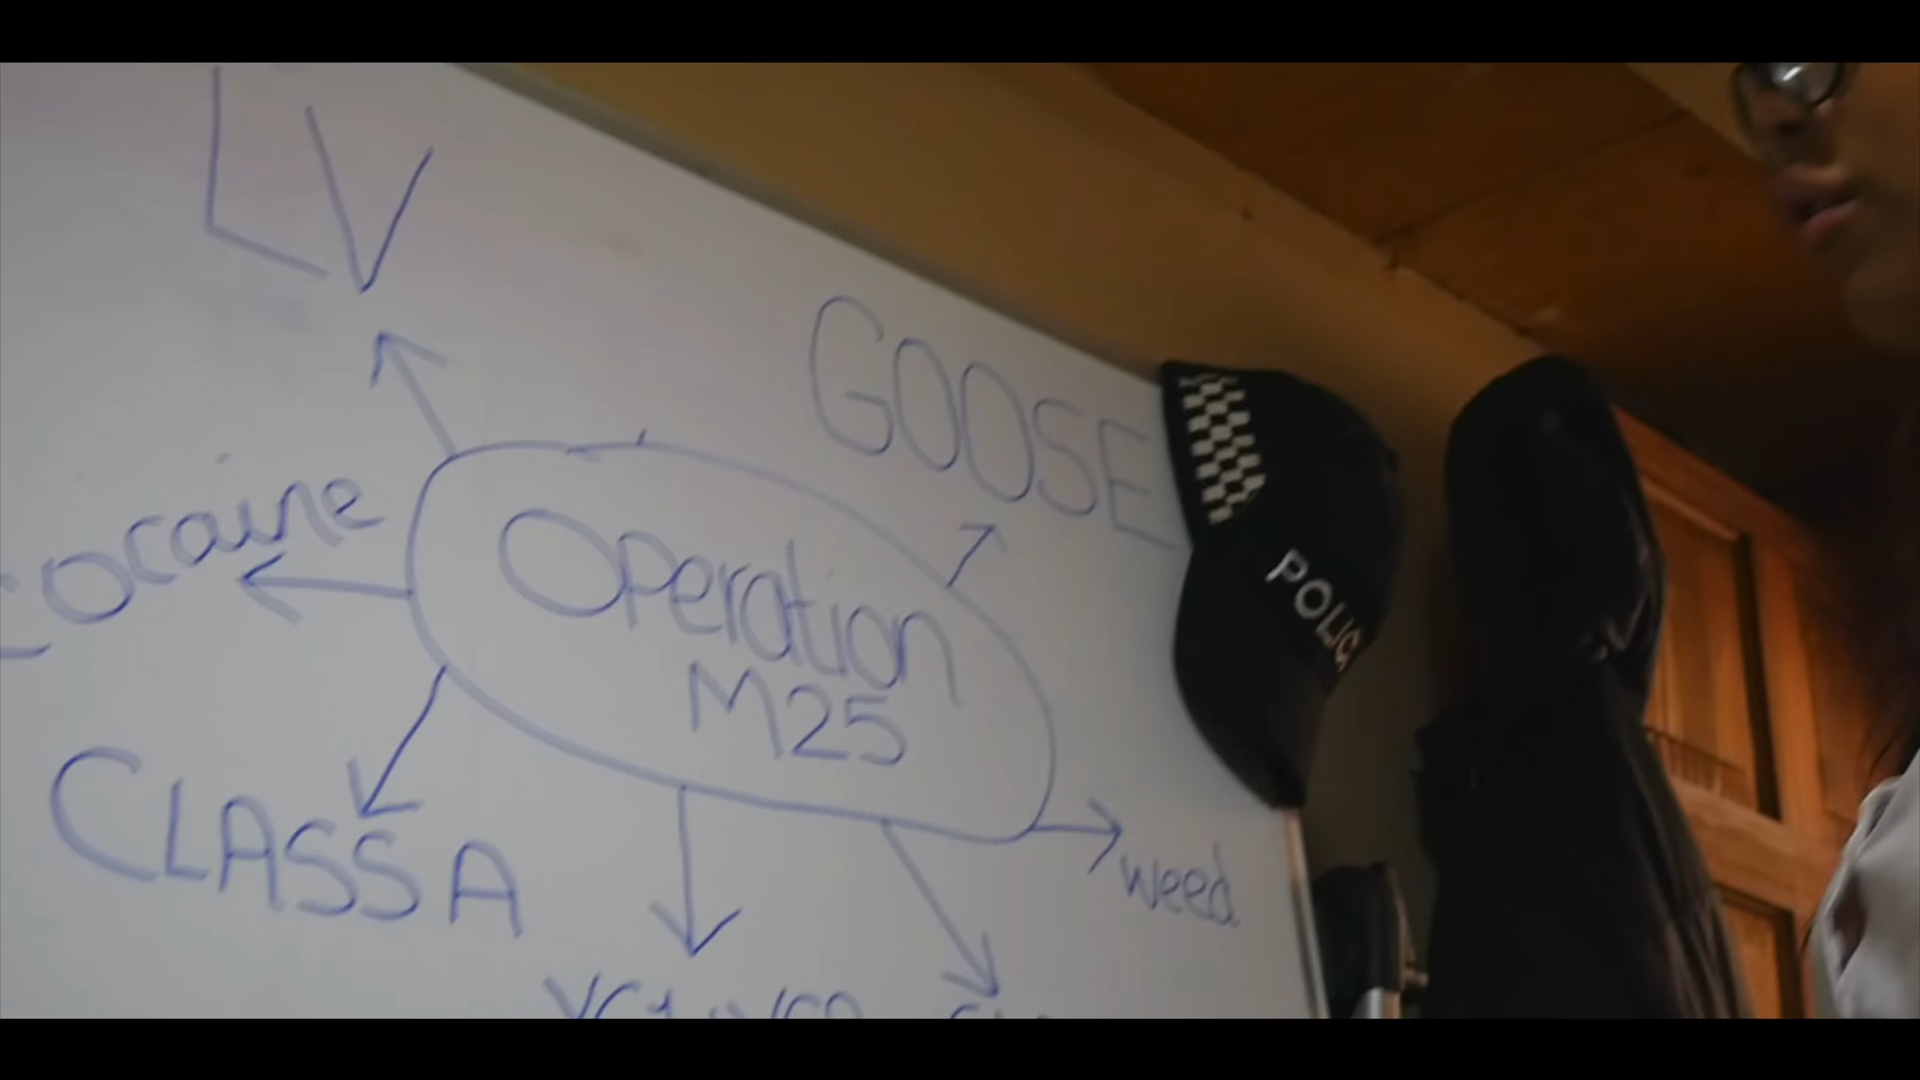 LV
GOOSE
Cocaine
Operation
M25
CLASS A
weed
POLIC